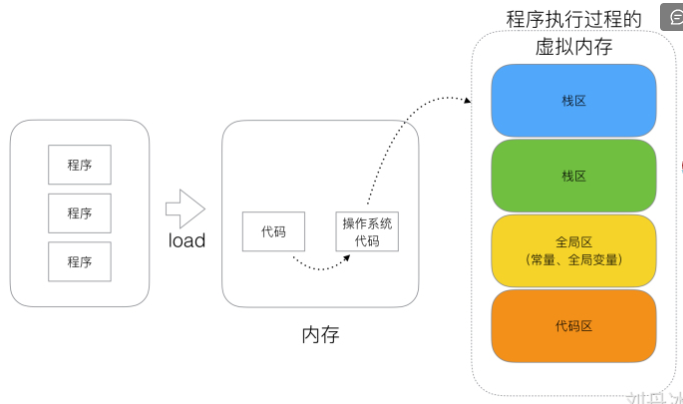 程序
程序
程序
load
代码
操作系统
代码
内存
程序执行过程的
虚拟内存
栈区
栈区
全局区
（常量、全局变量）
代码区